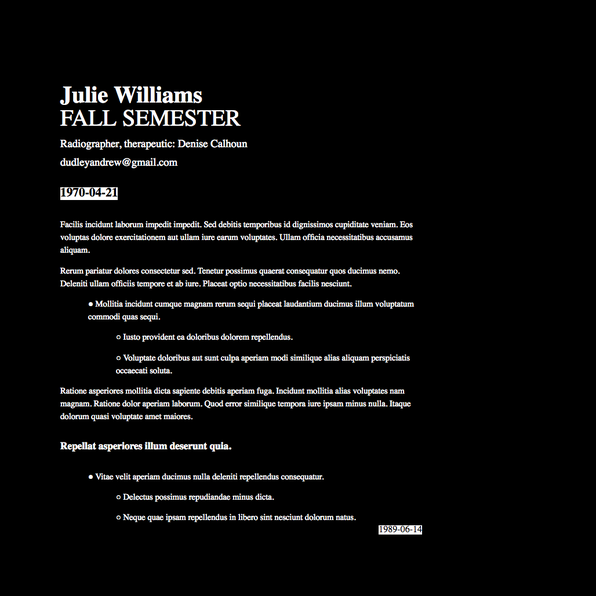 Julie Williams
FALL SEMESTER
Radiographer, therapeutic: Denise Calhoun
dudleyandrew@gmail.com
1970-04-21
Facilis incidunt laborum impedit impedit. Sed debitis temporibus id dignissimos cupiditate veniam. Eos
voluptas dolore exercitationem aut ullam iure earum voluptates. Ullam officia necessitatibus accusamus
aliquam.
Rerum pariatur dolores consectetur sed. Tenetur possimus quaerat consequatur quos ducimus nemo.
Deleniti ullam officiis tempore et ab iure. Placeat optio necessitatibus facilis nesciunt.
● Mollitia incidunt cumque magnam rerum sequi placeat laudantium ducimus illum voluptatum
commodi quas sequi.
○ Iusto provident ea doloribus dolorem repellendus.
○ Voluptate doloribus aut sunt culpa aperiam modi similique alias aliquam perspiciatis
occaecati soluta.
Ratione asperiores mollitia dicta sapiente debitis aperiam fuga. Incidunt mollitia alias voluptates nam
magnam. Ratione dolor aperiam laborum. Quod error similique tempora iure ipsam minus nulla. Itaque
dolorum quasi voluptate amet maiores.
Repellat asperiores illum deserunt quia.
● Vitae velit aperiam ducimus nulla deleniti repellendus consequatur.
○ Delectus possimus repudiandae minus dicta.
○ Neque quae ipsam repellendus in libero sint nesciunt dolorum natus.
1989-06-14